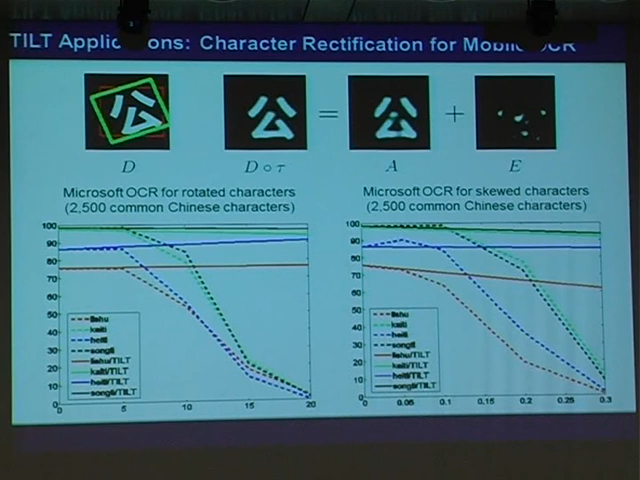 TILT Applications: Character Rectification for Mobile OCR
公 公 = 公 + 
D D ∘ τ A E
Microsoft OCR for rotated characters
(2,500 common Chinese characters)
100
90
80
70
60
50
40
30
20
10
0
lishu
kaiti
heiti
songti
lishu/TILT
kaiti/TILT
heiti/TILT
songti/TILT
0 5 10 15 20
Microsoft OCR for skewed characters
(2,500 common Chinese characters)
100
90
80
70
60
50
40
30
20
10
0
lishu
kaiti
heiti
songti
lishu/TILT
kaiti/TILT
heiti/TILT
songti/TILT
0 0.05 0.1 0.15 0.2 0.25 0.3